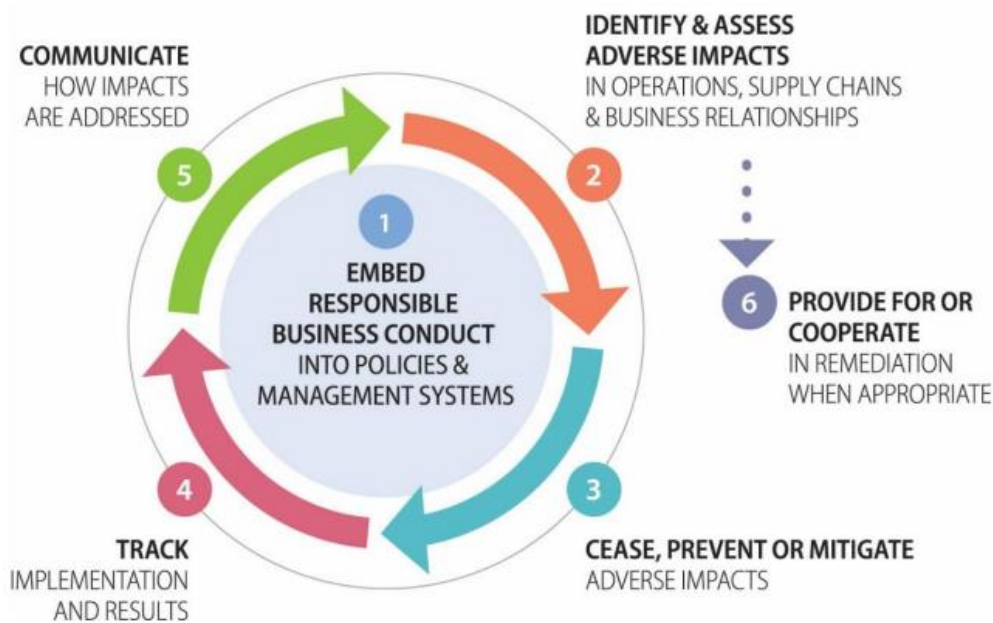 COMMUNICATE
HOW IMPACTS
ARE ADDRESSED
5
IDENTIFY & ASSESS
ADVERSE IMPACTS
IN OPERATIONS, SUPPLY CHAINS
& BUSINESS RELATIONSHIPS
2
1
EMBED
RESPONSIBLE
BUSINESS CONDUCT
INTO POLICIES &
MANAGEMENT SYSTEMS
6
PROVIDE FOR OR
COOPERATE
IN REMEDIATION
WHEN APPROPRIATE
4
TRACK
IMPLEMENTATION
AND RESULTS
3
CEASE, PREVENT OR MITIGATE
ADVERSE IMPACTS